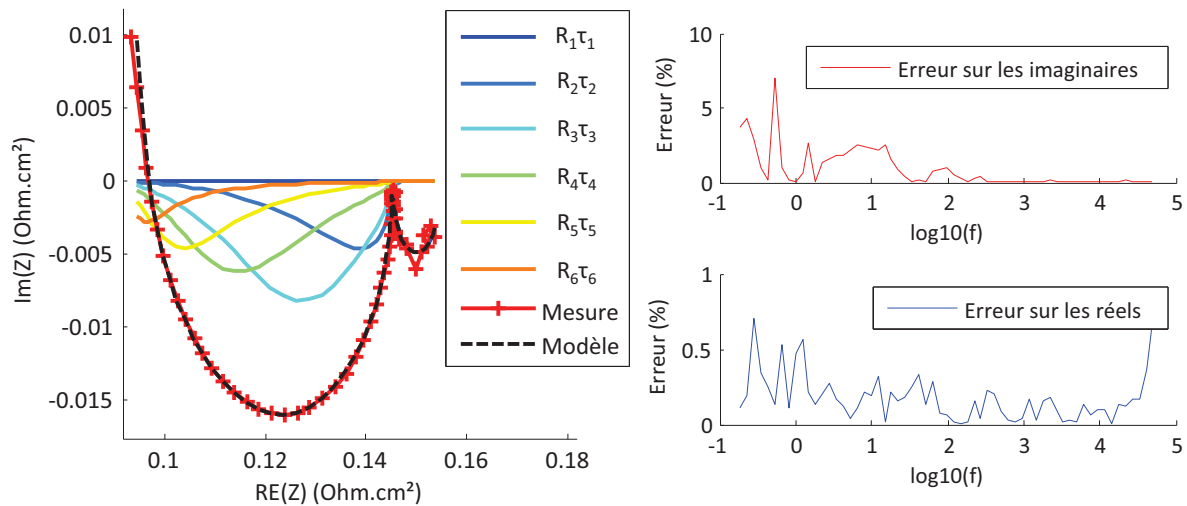 0.01
0.005
0
-0.005
-0.01
-0.015
Im(Z) (Ohm.cm²)
0.1
0.12
0.14
0.16
0.18
RE(Z) (Ohm.cm²)
R₁τ₁
R₂τ₂
R₃τ₃
R₄τ₄
R₅τ₅
R₆τ₆
Mesure
Modèle
10
5
0
Erreur (%)
Erreur sur les imaginaires
-1
0
1
2
3
4
5
log10(f)
1
0.5
0
Erreur (%)
Erreur sur les réels
-1
0
1
2
3
4
5
log10(f)